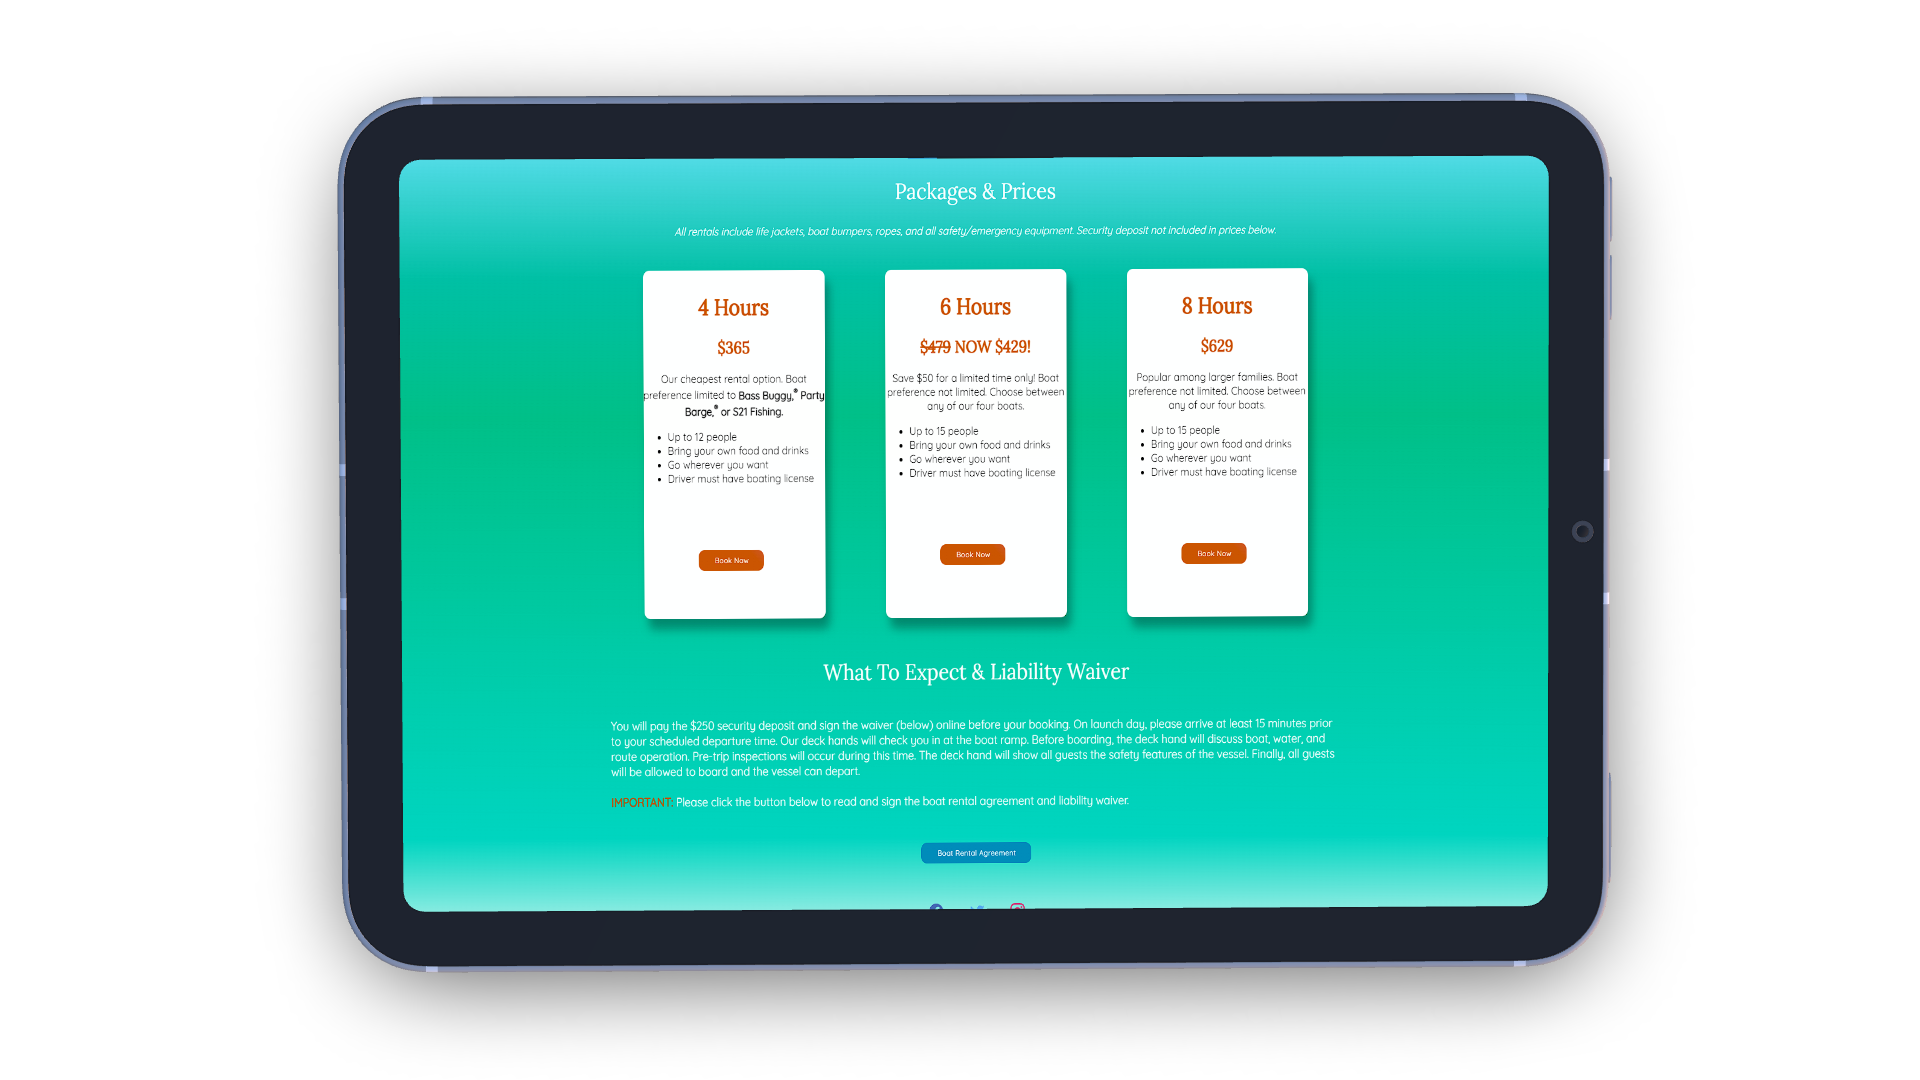 Packages & Prices
All rentals include life jackets, boat bumpers, ropes, and all safety/emergency equipment. Security deposit not included in prices below.
4 Hours
$365
Our cheapest rental option. Boat
preference limited to Bass Buggy,® Party
Barge,® or S21 Fishing.
• Up to 12 people
• Bring your own food and drinks
• Go wherever you want
• Driver must have boating license
Book Now
6 Hours
$479 NOW $429!
Save $50 for a limited time only! Boat
preference not limited. Choose between
any of our four boats.
• Up to 15 people
• Bring your own food and drinks
• Go wherever you want
• Driver must have boating license
Book Now
8 Hours
$629
Popular among larger families. Boat
preference not limited. Choose between
any of our four boats.
• Up to 15 people
• Bring your own food and drinks
• Go wherever you want
• Driver must have boating license
Book Now
What To Expect & Liability Waiver
You will pay the $250 security deposit and sign the waiver (below) online before your booking. On launch day, please arrive at least 15 minutes prior
to your scheduled departure time. Our deck hands will check you in at the boat ramp. Before boarding, the deck hand will discuss boat, water, and
route operation. Pre-trip inspections will occur during this time. The deck hand will show all guests the safety features of the vessel. Finally, all guests
will be allowed to board and the vessel can depart.
IMPORTANT: Please click the button below to read and sign the boat rental agreement and liability waiver.
Boat Rental Agreement